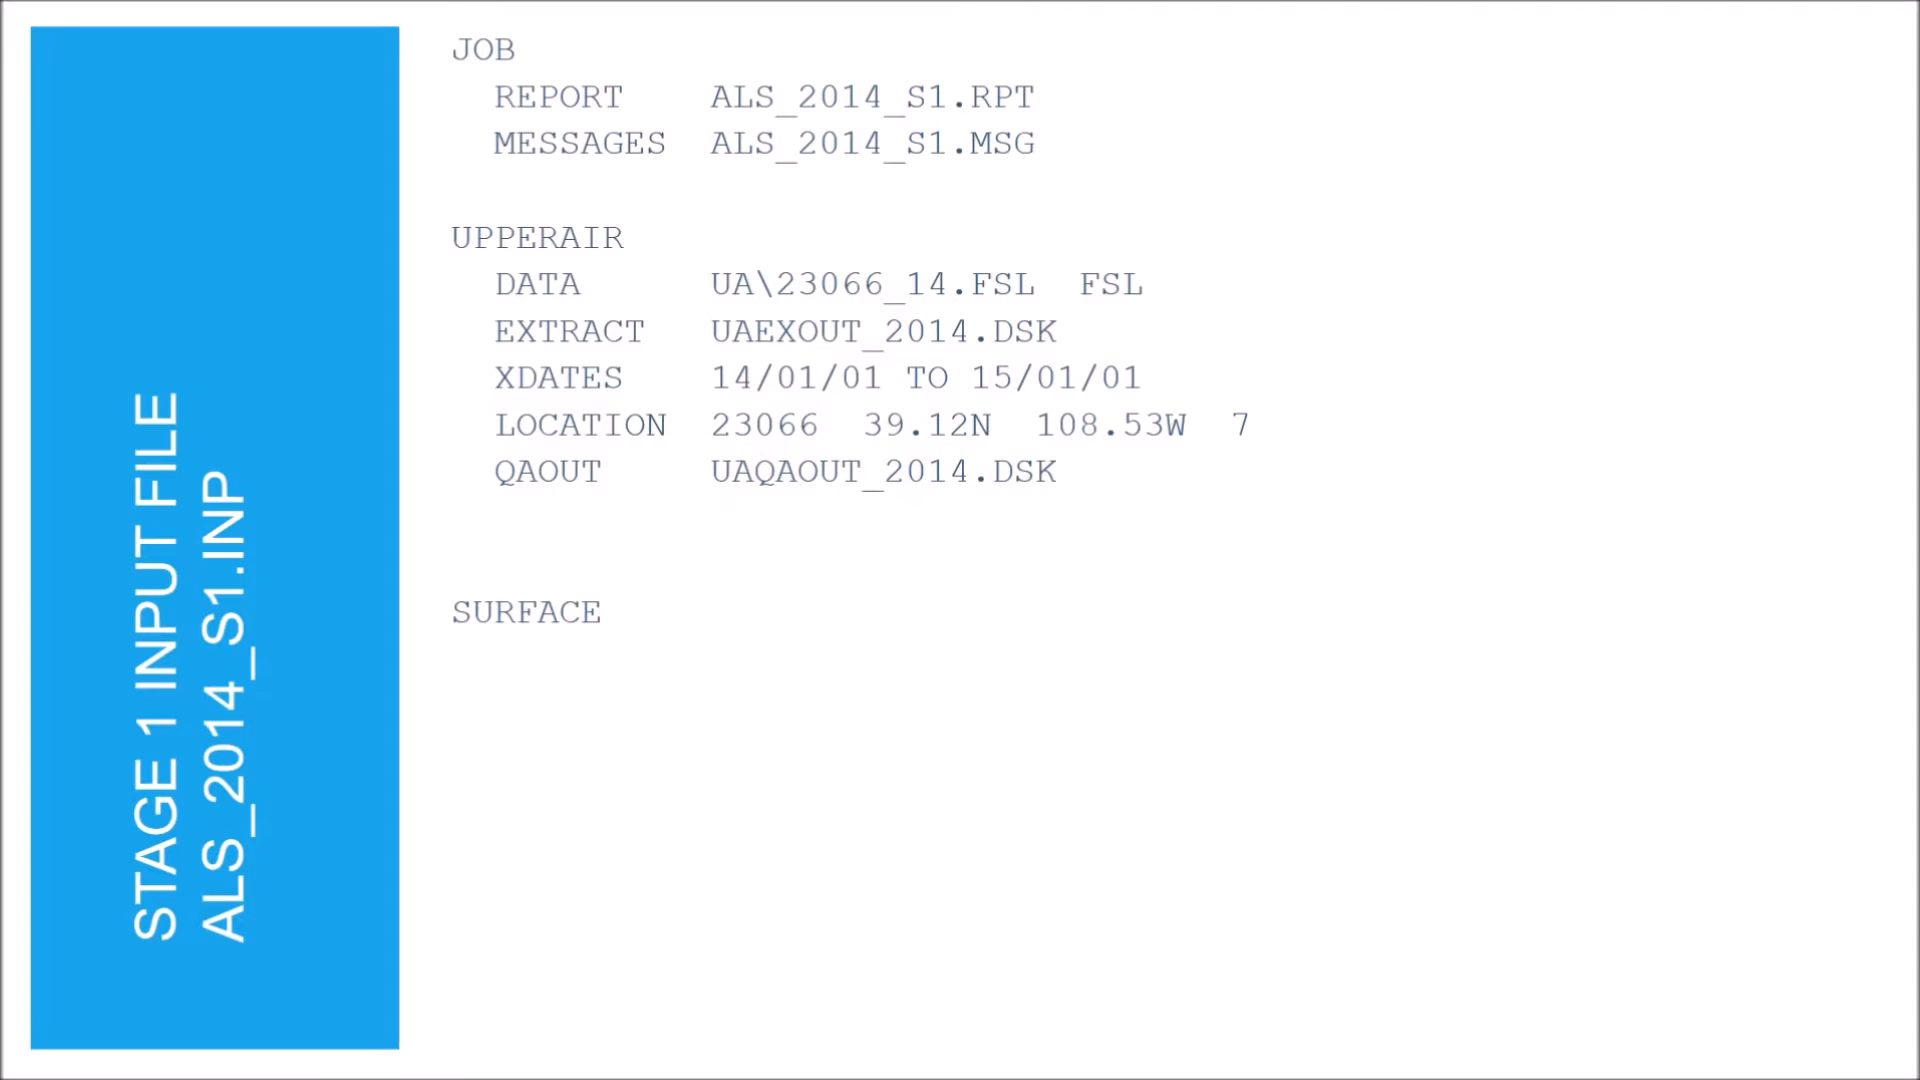 STAGE 1 INPUT FILE
ALS_2014_S1.INP
JOB
REPORT ALS_2014_S1.RPT
MESSAGES ALS_2014_S1.MSG
UPPERAIR
DATA UA\23066_14.FSL FSL
EXTRACT UAEXOUT_2014.DSK
XDATES 14/01/01 TO 15/01/01
LOCATION 23066 39.12N 108.53W 7
QAOUT UAQAOUT_2014.DSK
SURFACE